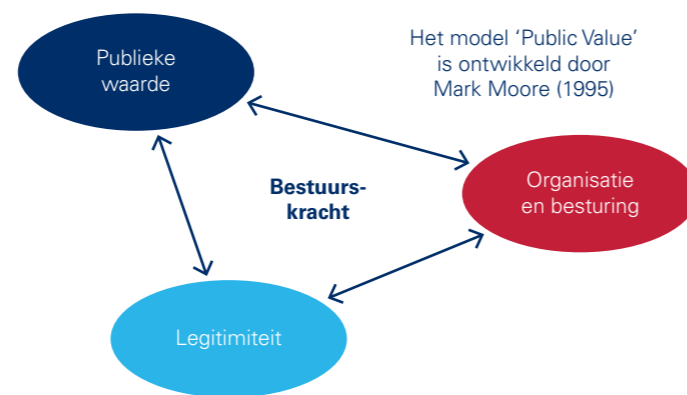 Publieke
waarde
Het model ‘Public Value’
is ontwikkeld door
Mark Moore (1995)
Bestuurs-
kracht
Organisatie
en besturing
Legitimiteit